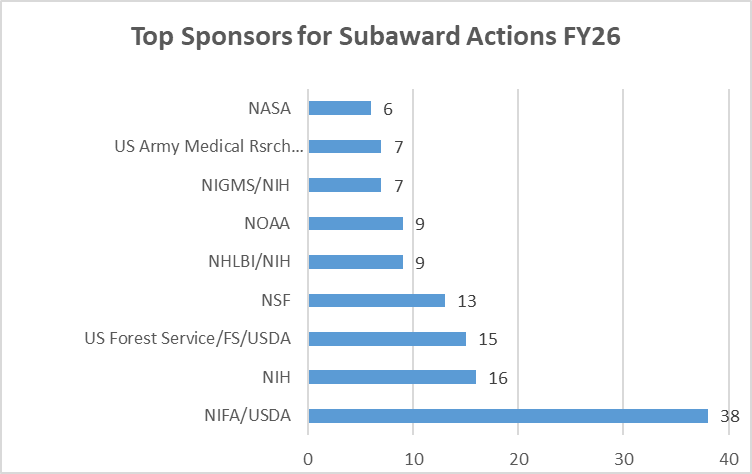 Top Sponsors for Subaward Actions FY26
NASA 6
US Army Medical Rsrch… 7
NIGMS/NIH 7
NOAA 9
NHLBI/NIH 9
NSF 13
US Forest Service/FS/USDA 15
NIH 16
NIFA/USDA 38
0 10 20 30 40